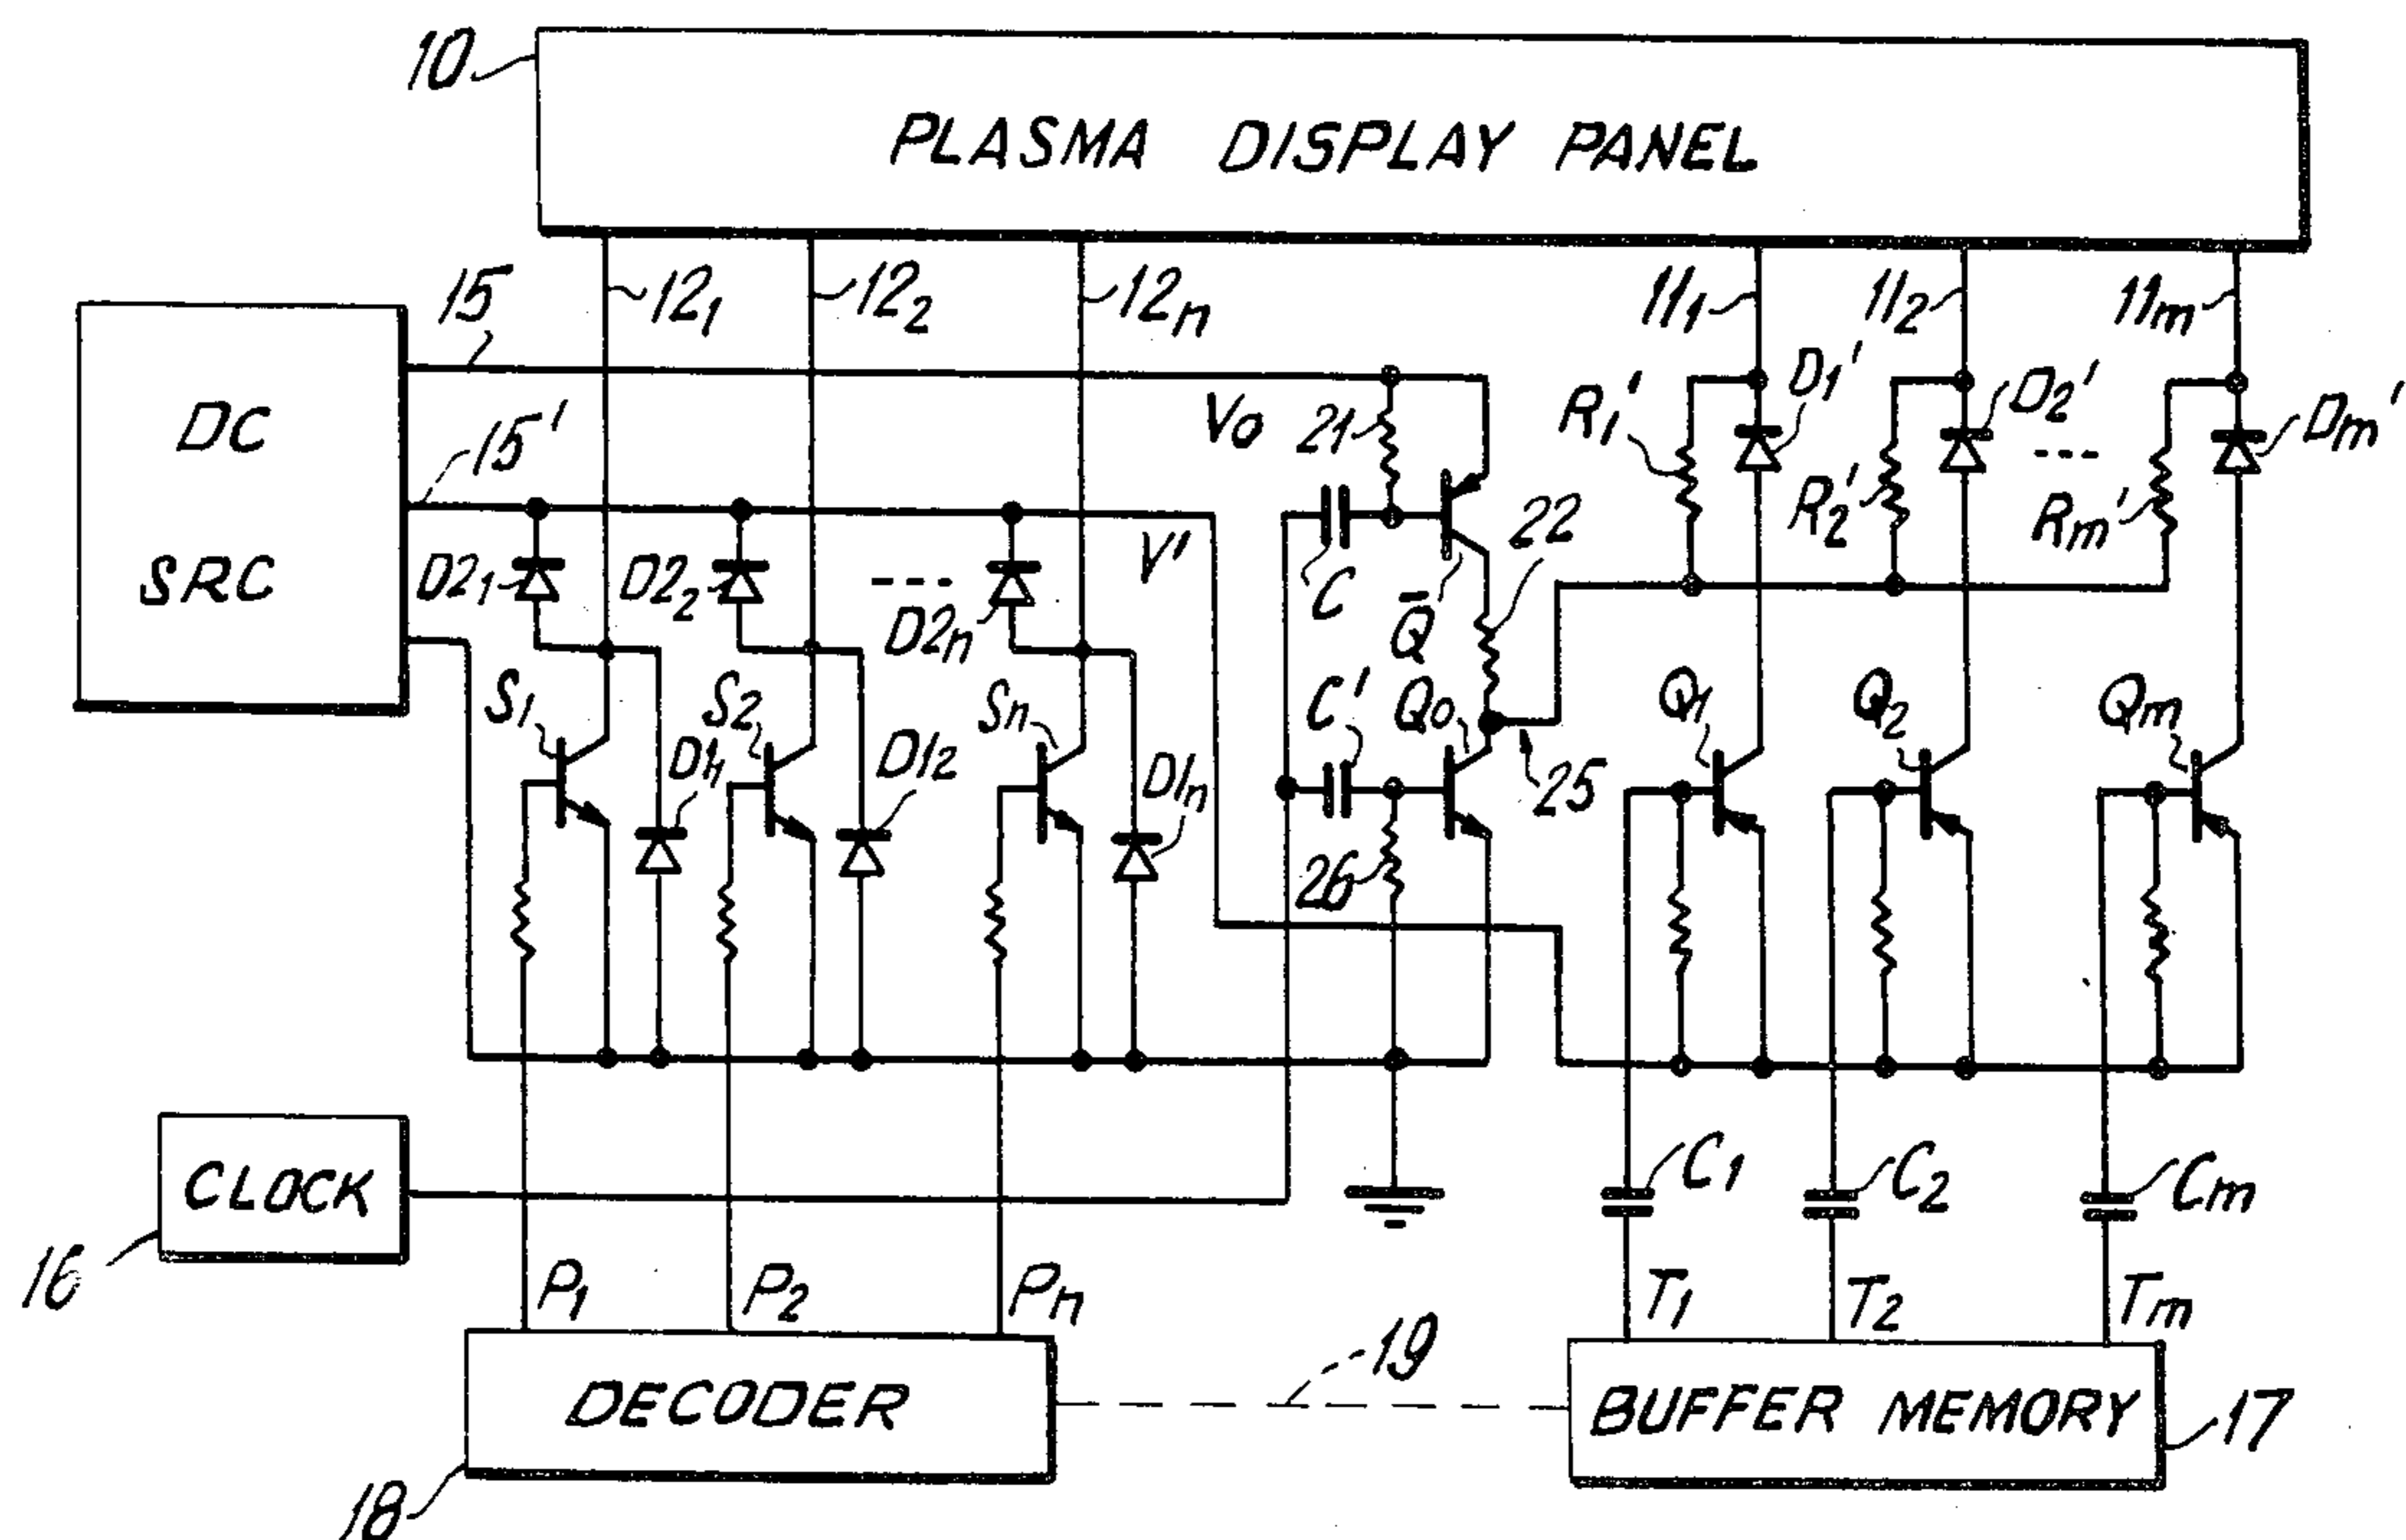 10
PLASMA DISPLAY PANEL
15
12₁
12₂
12ₙ
11₁
11₂
11ₘ
DC
SRC
15'
V₀
21
R₁'
D₁'
R₂'
D₂'
---
Rₘ'
Dₘ'
D2₁
D2₂
---
D2ₙ
V'
C
Q̄
22
S₁
D1₁
S₂
D1₂
Sₙ
D1ₙ
C'
Q₀
25
26
Q₁
Q₂
Qₘ
CLOCK
16
C₁
C₂
Cₘ
P₁
P₂
Pₙ
T₁
T₂
Tₘ
DECODER
18
19
BUFFER MEMORY
17